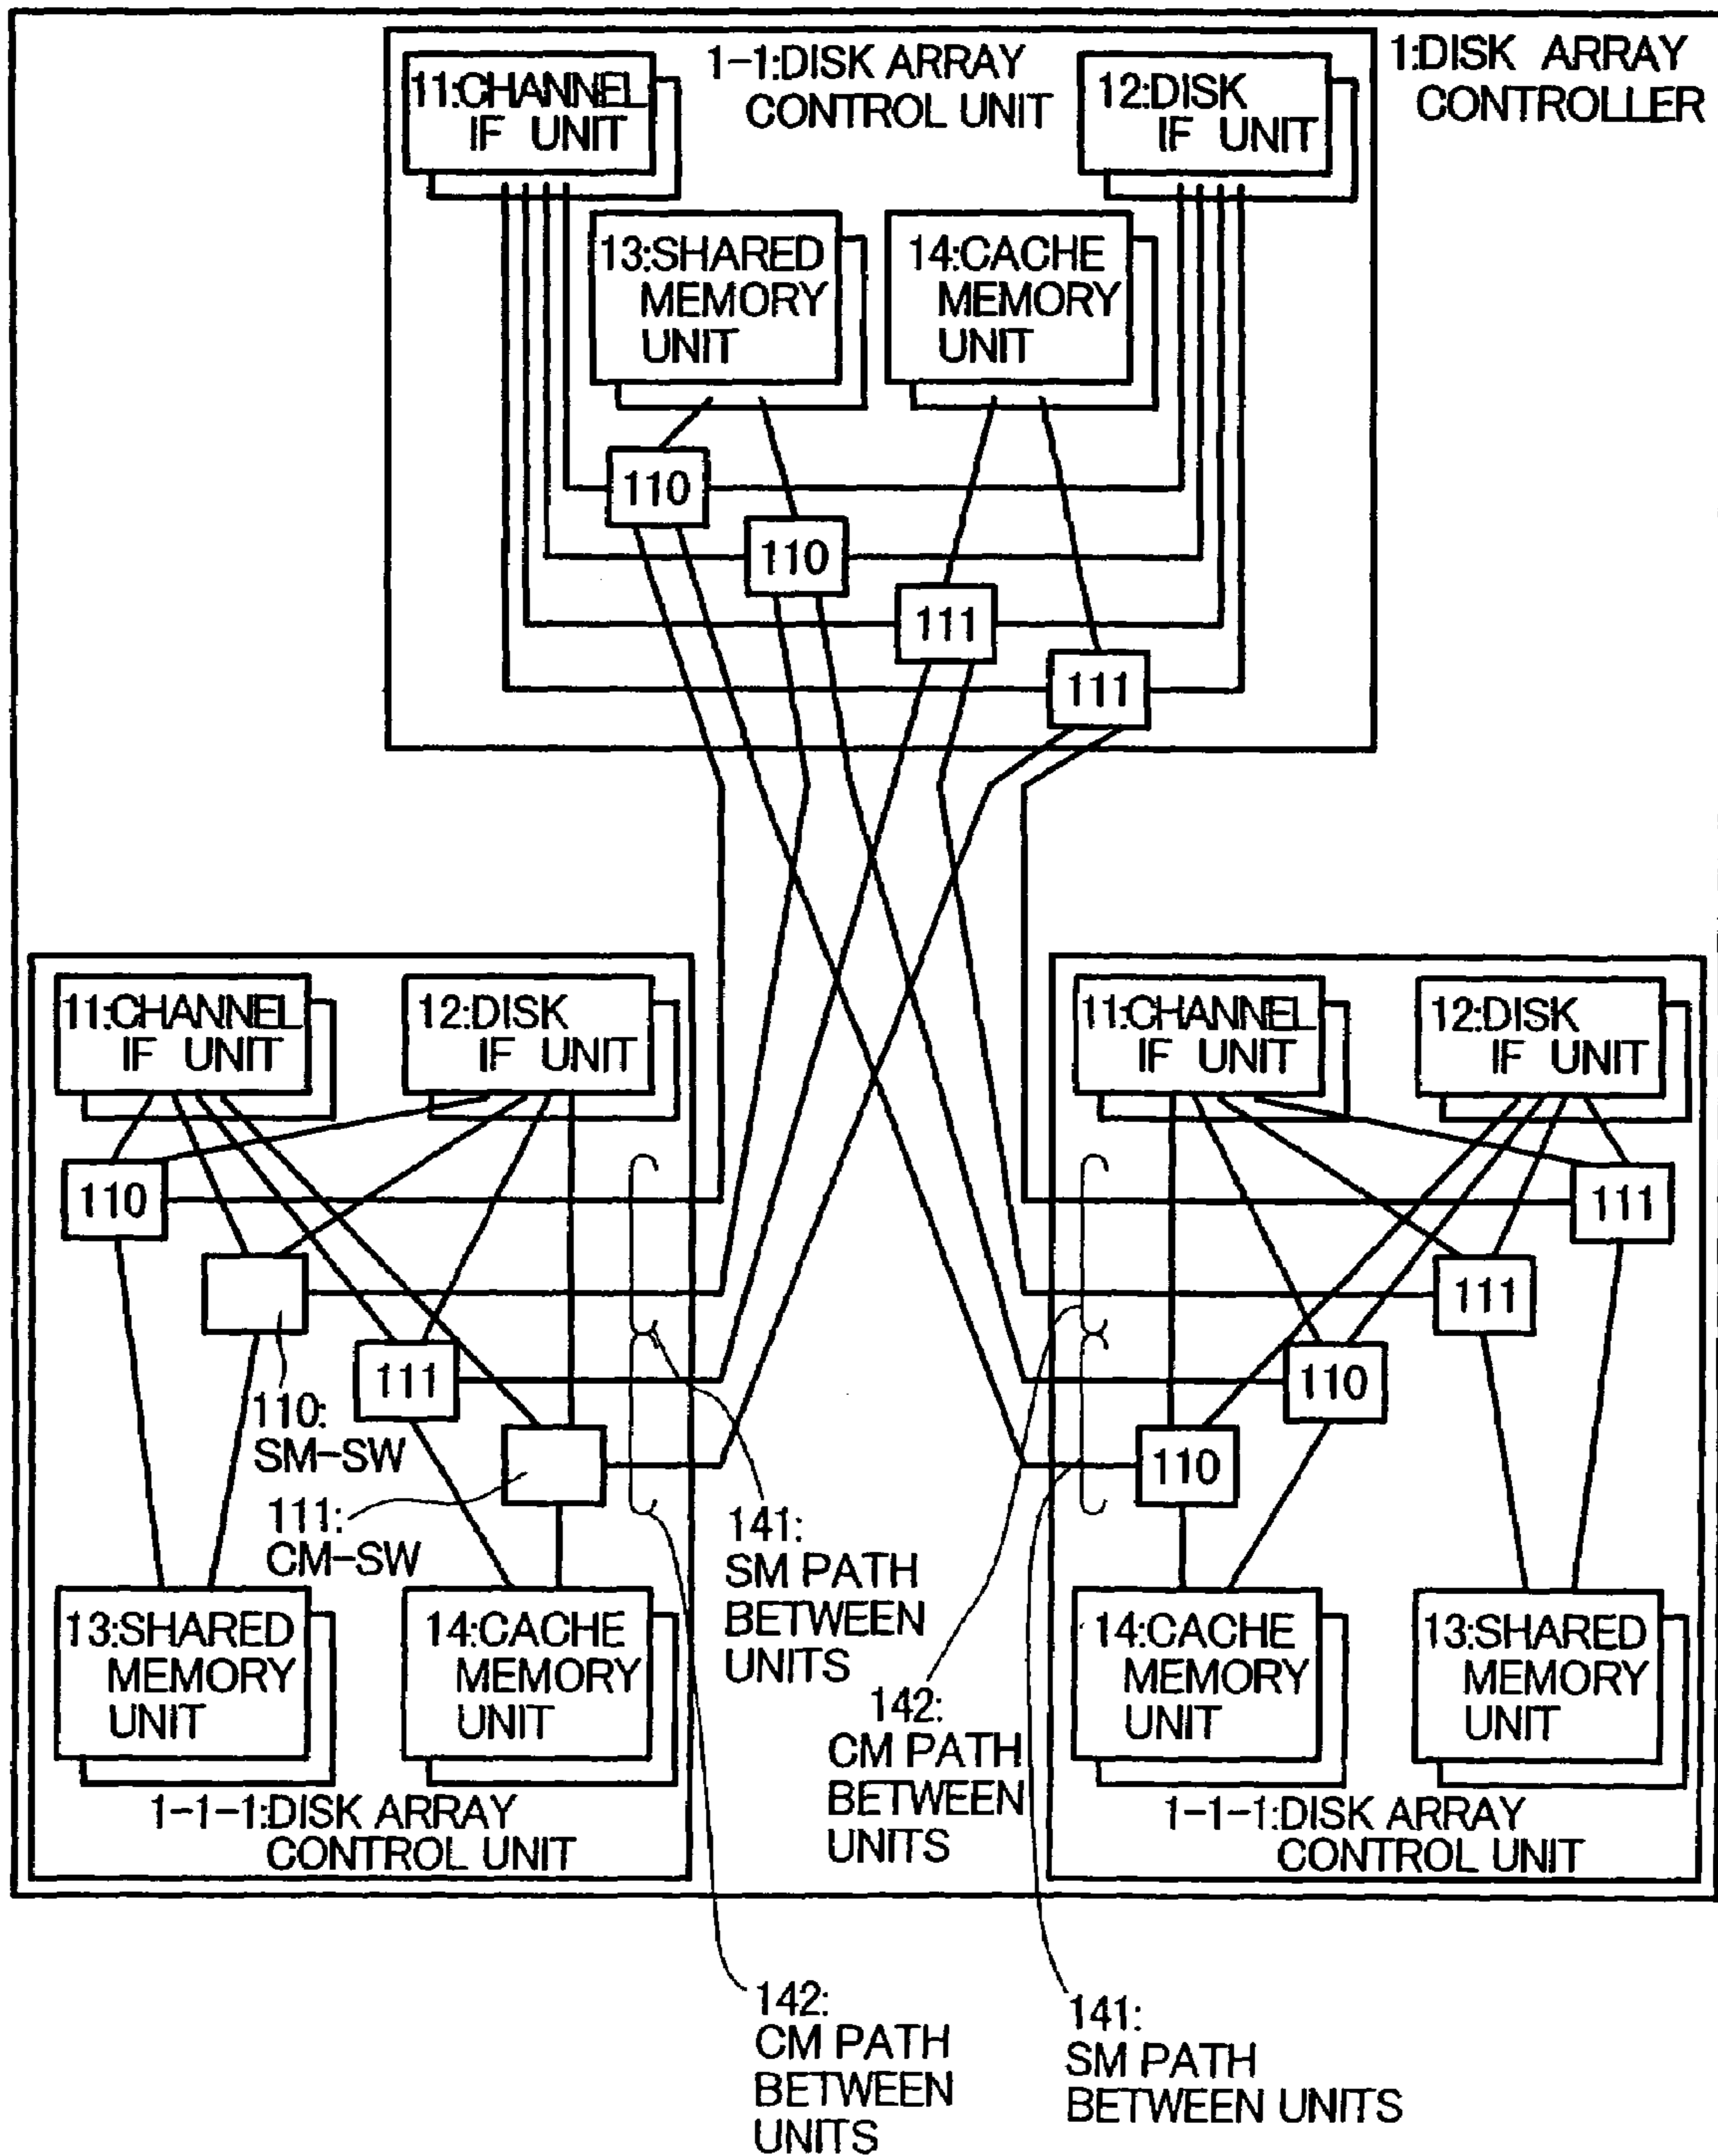 1:DISK ARRAY
CONTROLLER
1-1:DISK ARRAY
CONTROL UNIT
11:CHANNEL
IF UNIT
12:DISK
IF UNIT
13:SHARED
MEMORY
UNIT
14:CACHE
MEMORY
UNIT
110
110
111
111
11:CHANNEL
IF UNIT
12:DISK
IF UNIT
110
111
110:
SM-SW
111:
CM-SW
13:SHARED
MEMORY
UNIT
14:CACHE
MEMORY
UNIT
1-1-1:DISK ARRAY
CONTROL UNIT
141:
SM PATH
BETWEEN
UNITS
142:
CM PATH
BETWEEN
UNITS
11:CHANNEL
IF UNIT
12:DISK
IF UNIT
111
111
110
110
14:CACHE
MEMORY
UNIT
13:SHARED
MEMORY
UNIT
1-1-1:DISK ARRAY
CONTROL UNIT
142:
CM PATH
BETWEEN
UNITS
141:
SM PATH
BETWEEN UNITS